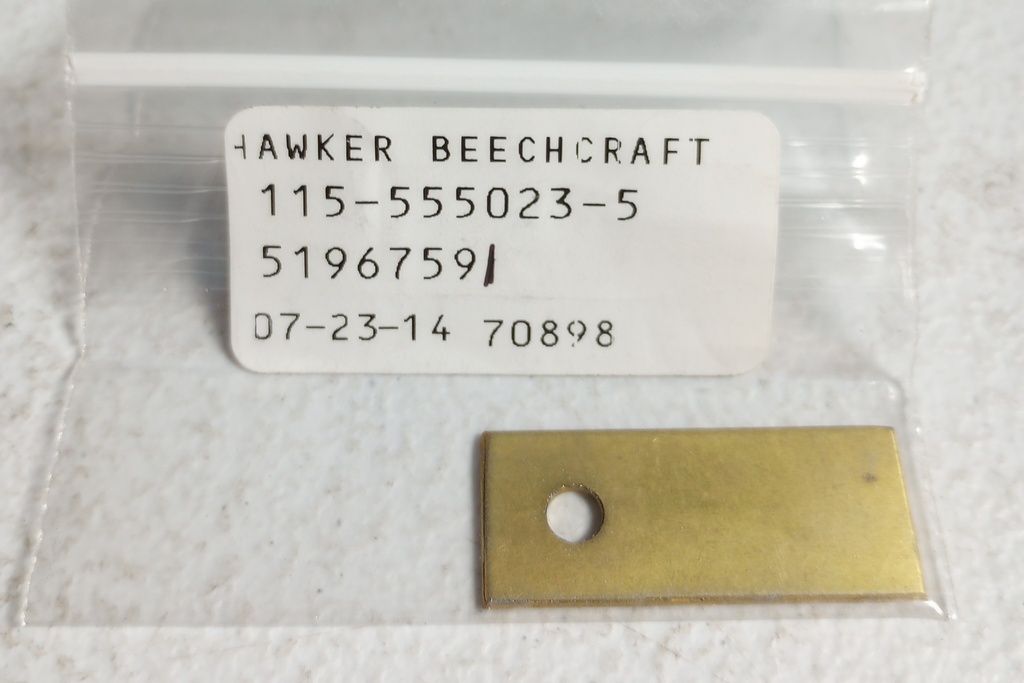 HAWKER BEECHCRAFT
115-555023-5
5196759/
07-23-14 70898